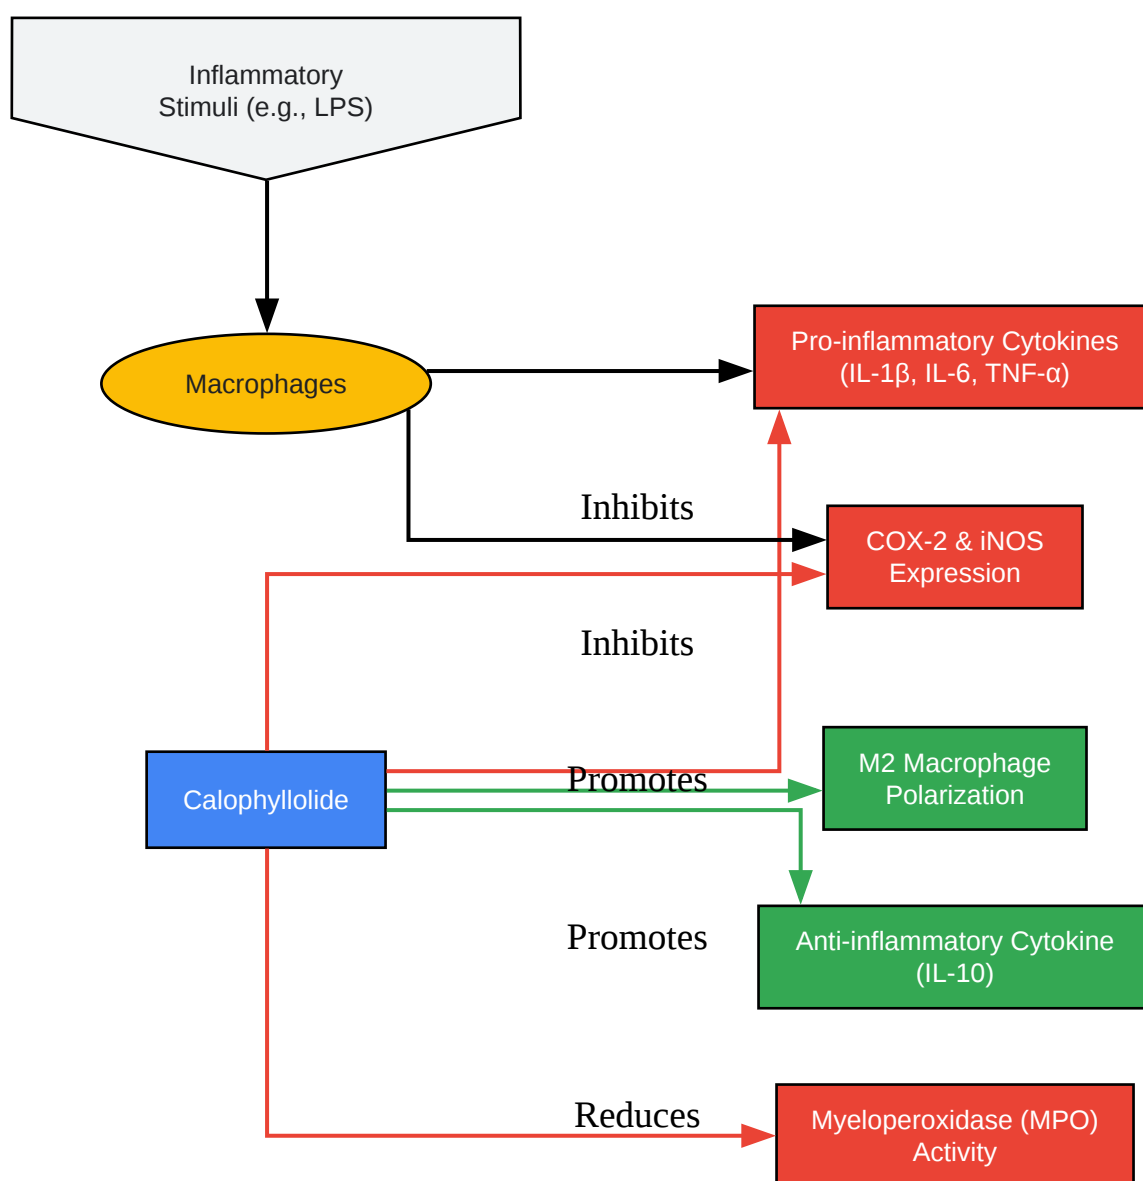 Inflammatory
Stimuli (e.g., LPS)
Macrophages
Pro-inflammatory Cytokines
(IL-1β, IL-6, TNF-α)
Inhibits
COX-2 & iNOS
Expression
Inhibits
Calophyllolide
Promotes
M2 Macrophage
Polarization
Promotes
Anti-inflammatory Cytokine
(IL-10)
Reduces
Myeloperoxidase (MPO)
Activity